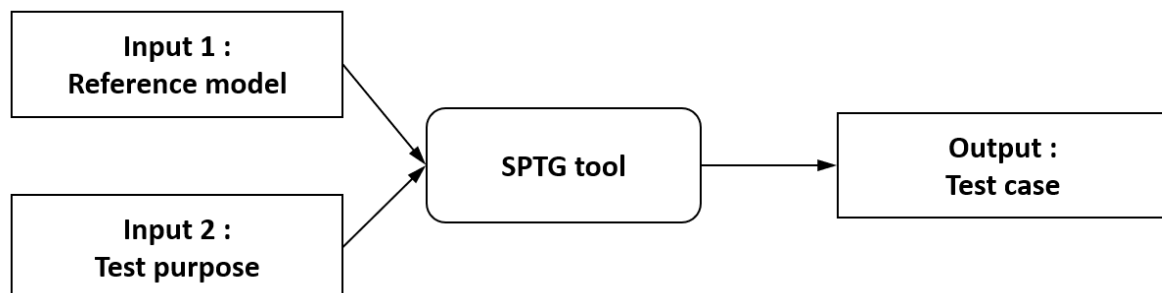 Input 1 :
Reference model
Input 2 :
Test purpose
SPTG tool
Output :
Test case